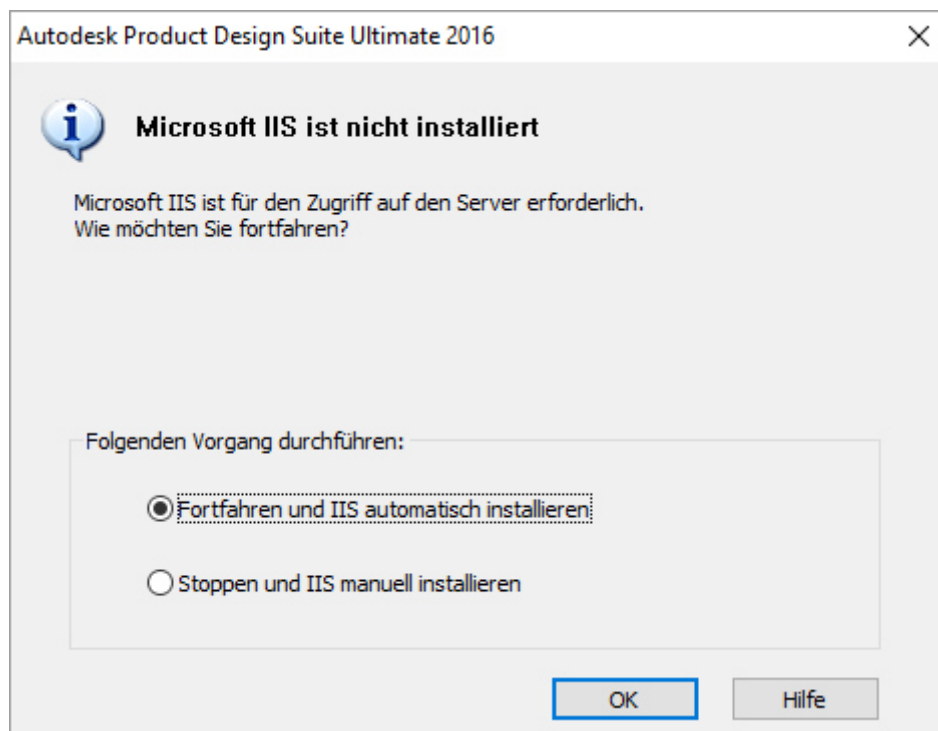 Autodesk Product Design Suite Ultimate 2016
Microsoft IIS ist nicht installiert
Microsoft IIS ist für den Zugriff auf den Server erforderlich.
Wie möchten Sie fortfahren?
Folgenden Vorgang durchführen:
Fortfahren und IIS automatisch installieren
Stoppen und IIS manuell installieren
OK
Hilfe